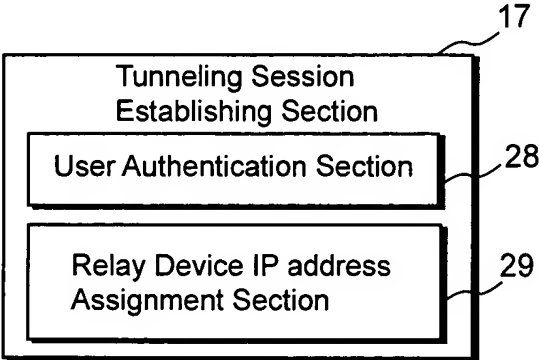 17
Tunneling Session
Establishing Section
User Authentication Section
28
Relay Device IP address
Assignment Section
29